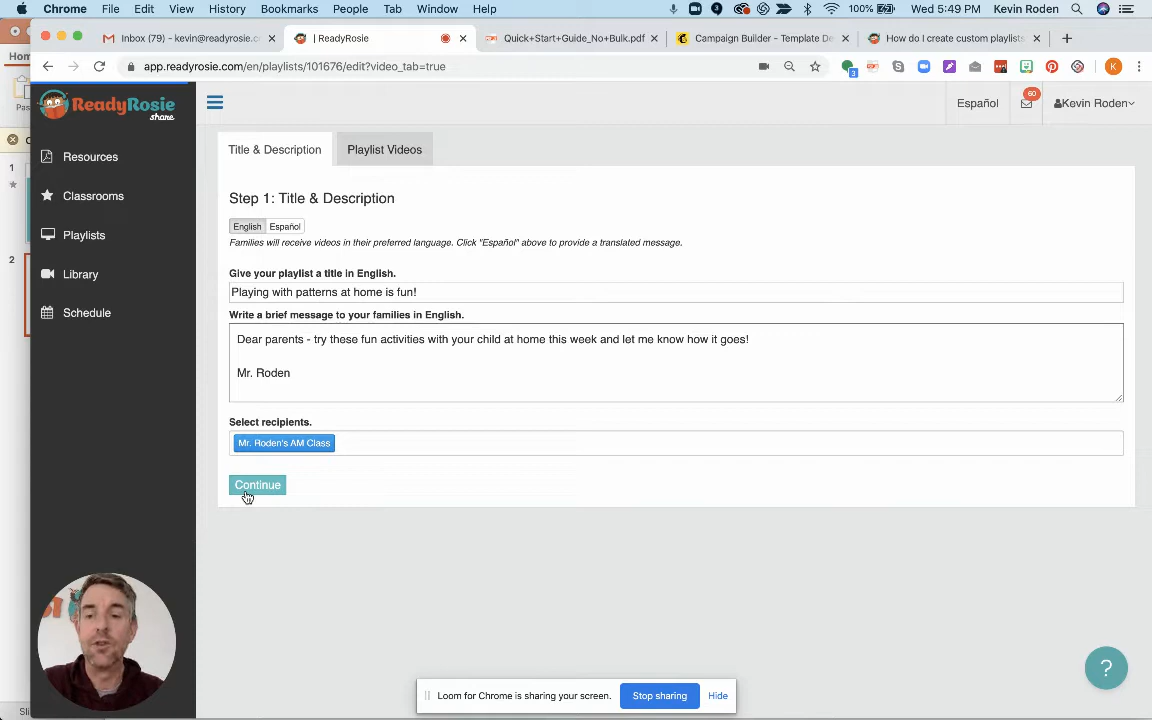 Chrome File Edit View History Bookmarks People Tab Window Help 100% Wed 5:49 PM Kevin Roden
Inbox (79) - kevin@readyrosie.c
| ReadyRosie
Quick+Start+Guide_No+Bulk.pdf
Campaign Builder - Template De
How do I create custom playlists
app.readyrosie.com/en/playlists/101676/edit?video_tab=true
3
K
Hom
Pas
1
2
ReadyRosie
share
Español
60
Kevin Roden
Resources
Classrooms
Playlists
Library
Schedule
Title & Description
Playlist Videos
Step 1: Title & Description
English Español
Families will receive videos in their preferred language. Click "Español" above to provide a translated message.
Give your playlist a title in English.
Playing with patterns at home is fun!
Write a brief message to your families in English.
Dear parents - try these fun activities with your child at home this week and let me know how it goes!
Mr. Roden
Select recipients.
Mr. Roden's AM Class
Continue
?
Loom for Chrome is sharing your screen. Stop sharing Hide